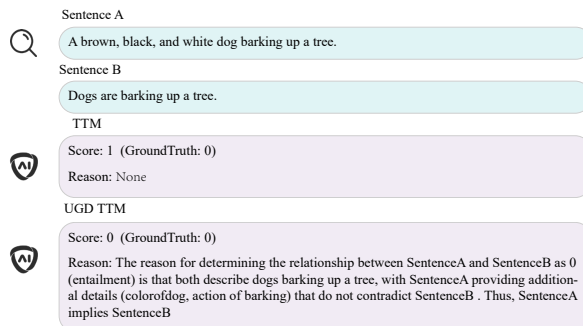 Sentence A
A brown, black, and white dog barking up a tree.
Sentence B
Dogs are barking up a tree.
TTM
Score: 1 (GroundTruth: 0)
Reason: None
UGD TTM
Score: 0 (GroundTruth: 0)
Reason: The reason for determining the relationship between SentenceA and SentenceB as 0
(entailment) is that both describe dogs barking up a tree, with SentenceA providing addition-
al details (colorofdog, action of barking) that do not contradict SentenceB . Thus, SentenceA
implies SentenceB